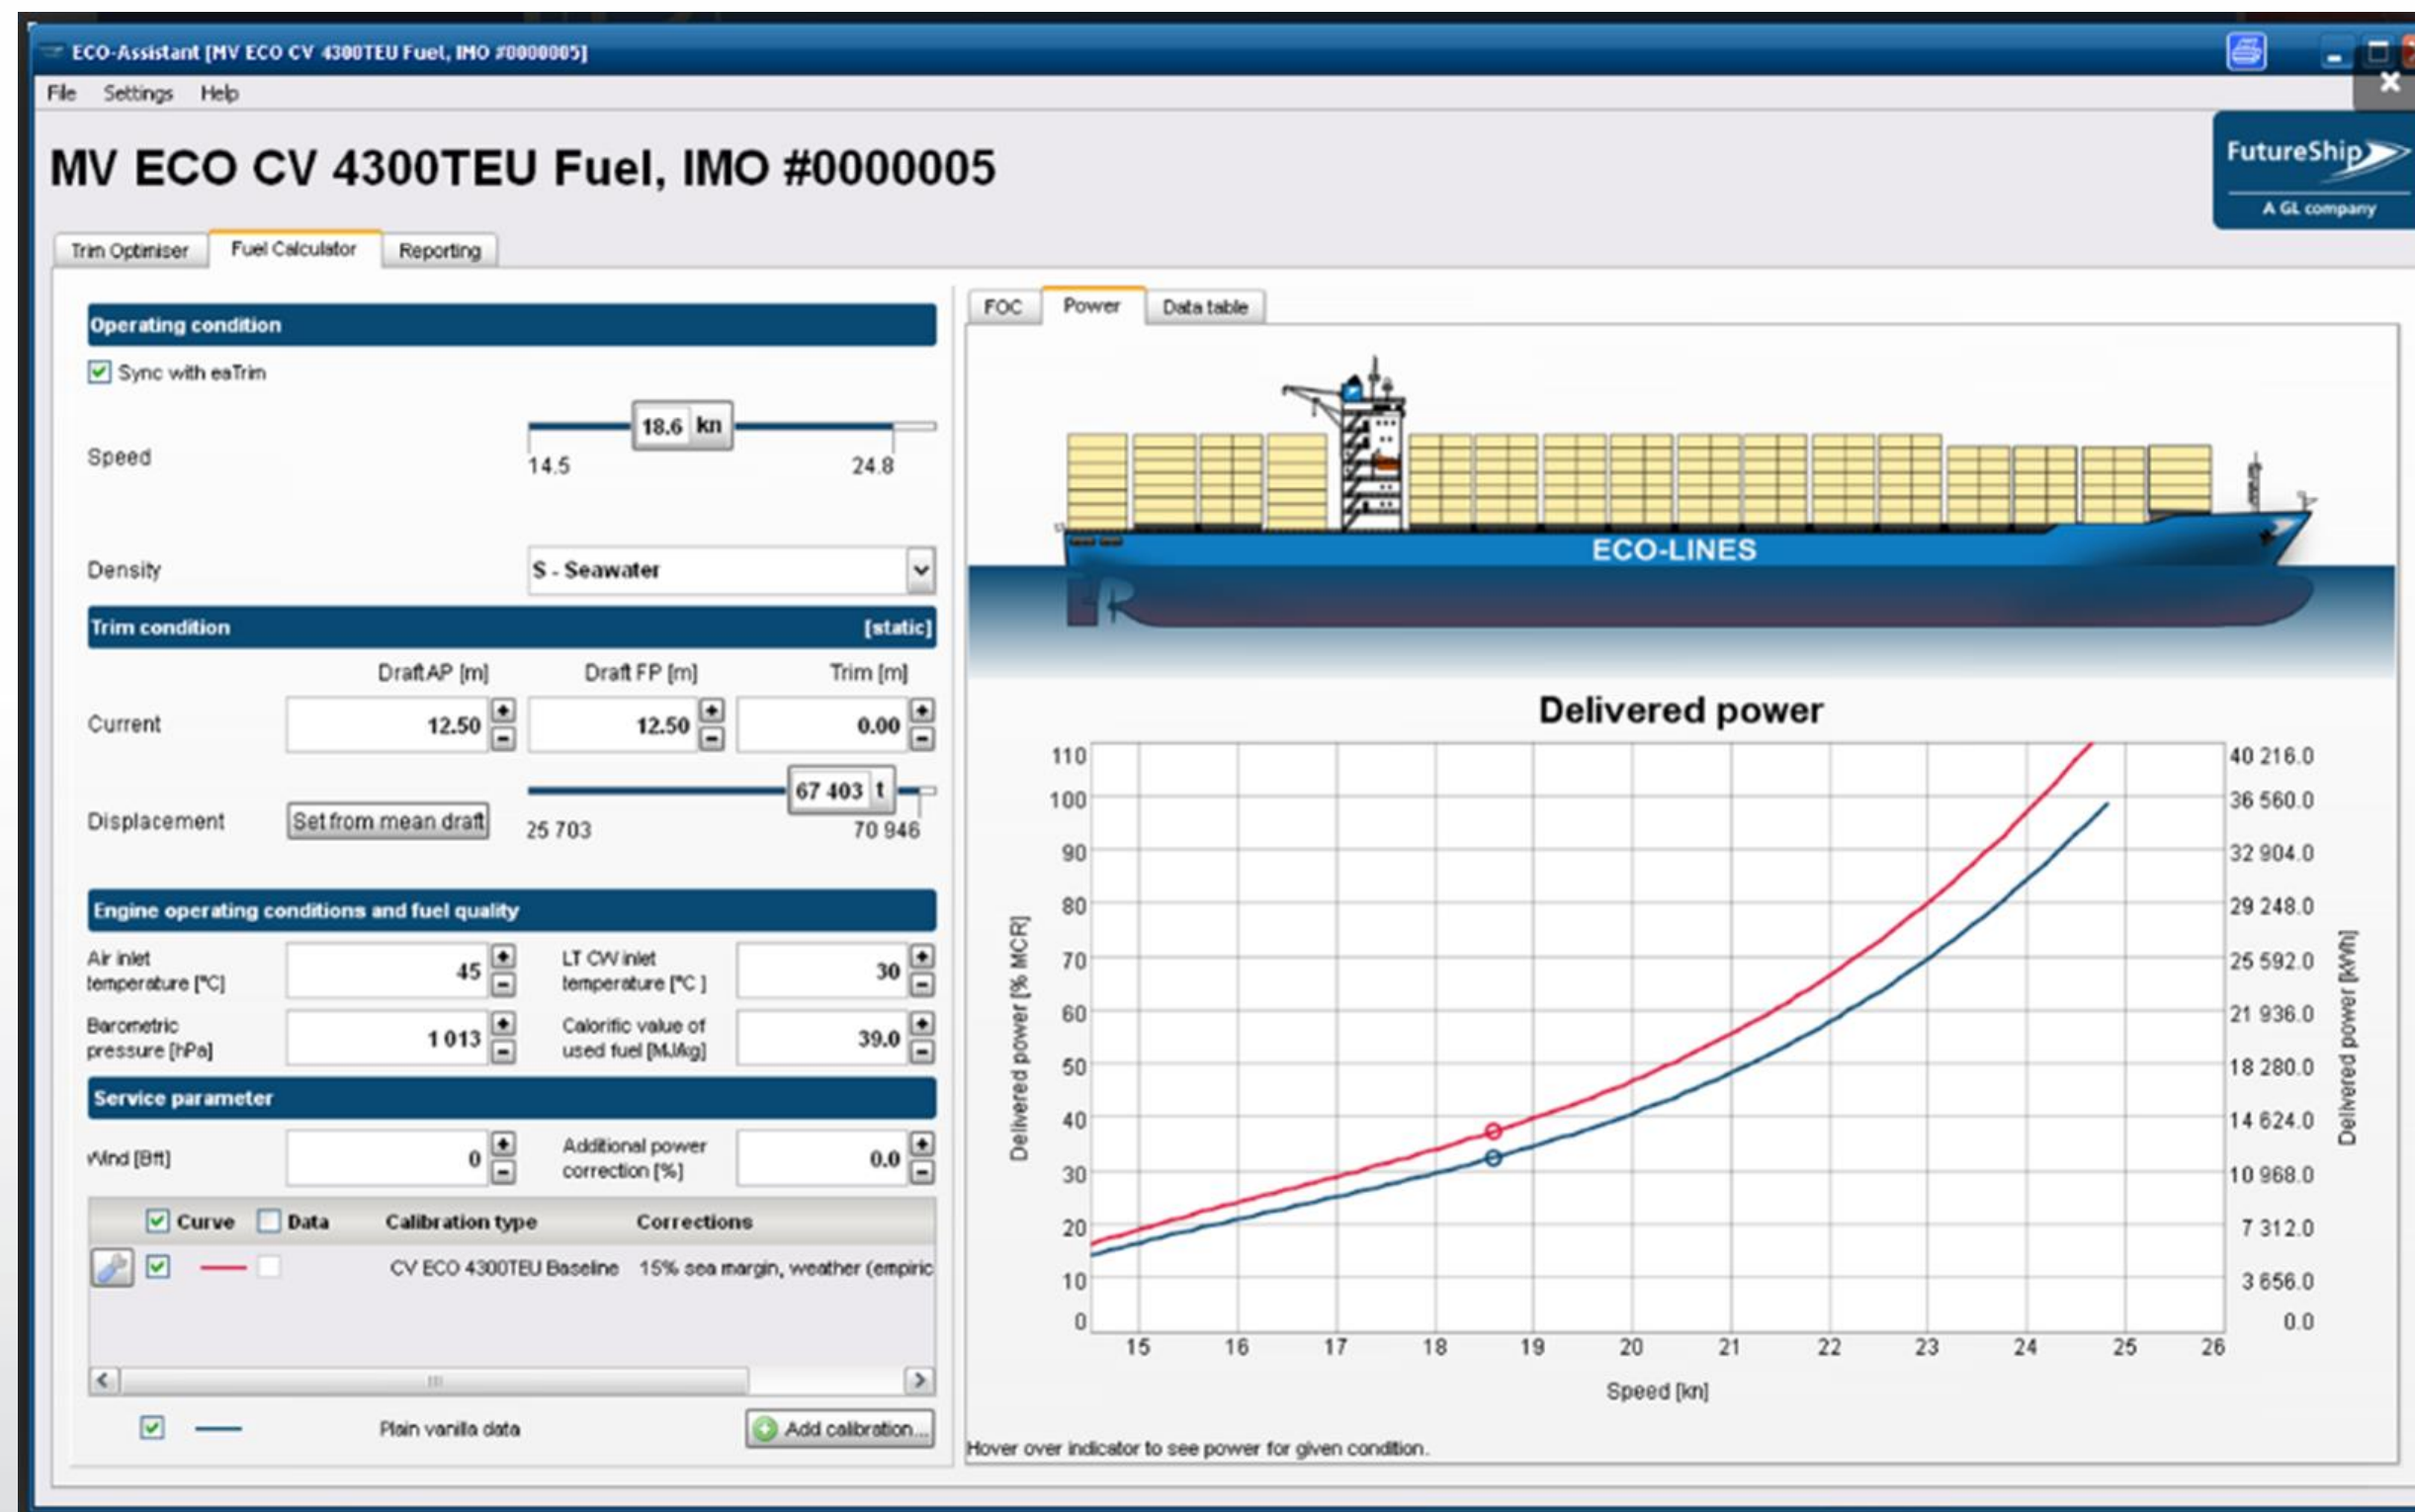 ECO-Assistant [MV ECO CV 4300TEU Fuel, IMO #0000005]
File Settings Help
MV ECO CV 4300TEU Fuel, IMO #0000005
FutureShip
A GL company
Trim Optimiser Fuel Calculator Reporting
Operating condition
Sync with eaTrim
Speed
18.6 kn
14.5 24.8
Density S - Seawater
Trim condition [static]
Draft AP [m] Draft FP [m] Trim [m]
Current 12.50 12.50 0.00
67 403 t
Displacement Set from mean draft 25 703 70 946
Engine operating conditions and fuel quality
Air inlet
temperature [°C]
45
LT CW inlet
temperature [°C ]
30
Barometric
pressure [hPa]
1 013
Calorific value of
used fuel [MJ/kg]
39.0
Service parameter
Wind [Bft]
0
Additional power
correction [%]
0.0
Curve Data Calibration type Corrections
CV ECO 4300TEU Baseline 15% sea margin, weather (empiric
Plain vanilla data Add calibration...
FOC Power Data table
ECO-LINES
Delivered power
110 40 216.0
100 36 560.0
90 32 904.0
80 29 248.0
70 25 592.0
60 21 936.0
50 18 280.0
40 14 624.0
30 10 968.0
20 7 312.0
10 3 656.0
0 0.0
Delivered power [% MCR]
Delivered power [kWh]
15 16 17 18 19 20 21 22 23 24 25 26
Speed [kn]
Hover over indicator to see power for given condition.